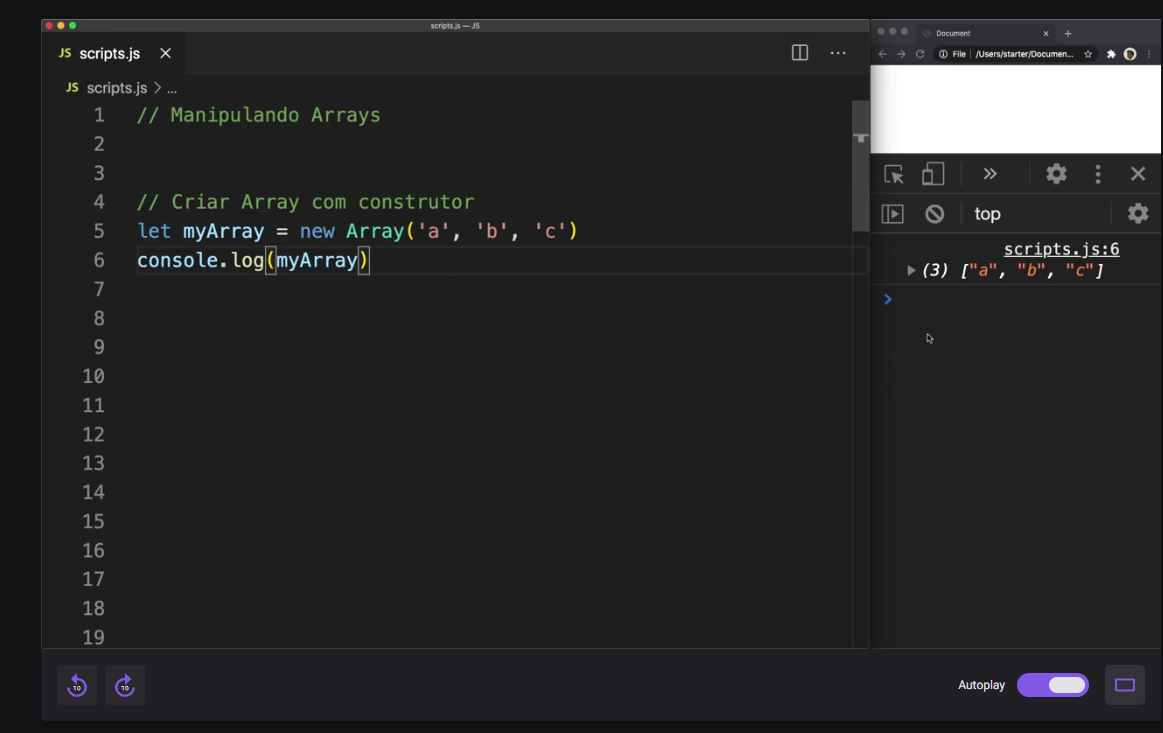 scripts.js — JS
JS scripts.js
JS scripts.js > ...
1 // Manipulando Arrays
2
3
4 // Criar Array com construtor
5 let myArray = new Array('a', 'b', 'c')
6 console.log(myArray)
7
8
9
10
11
12
13
14
15
16
17
18
19
Document
File | /Users/starter/Documen...
top
scripts.js:6
(3) ["a", "b", "c"]
10
10
Autoplay